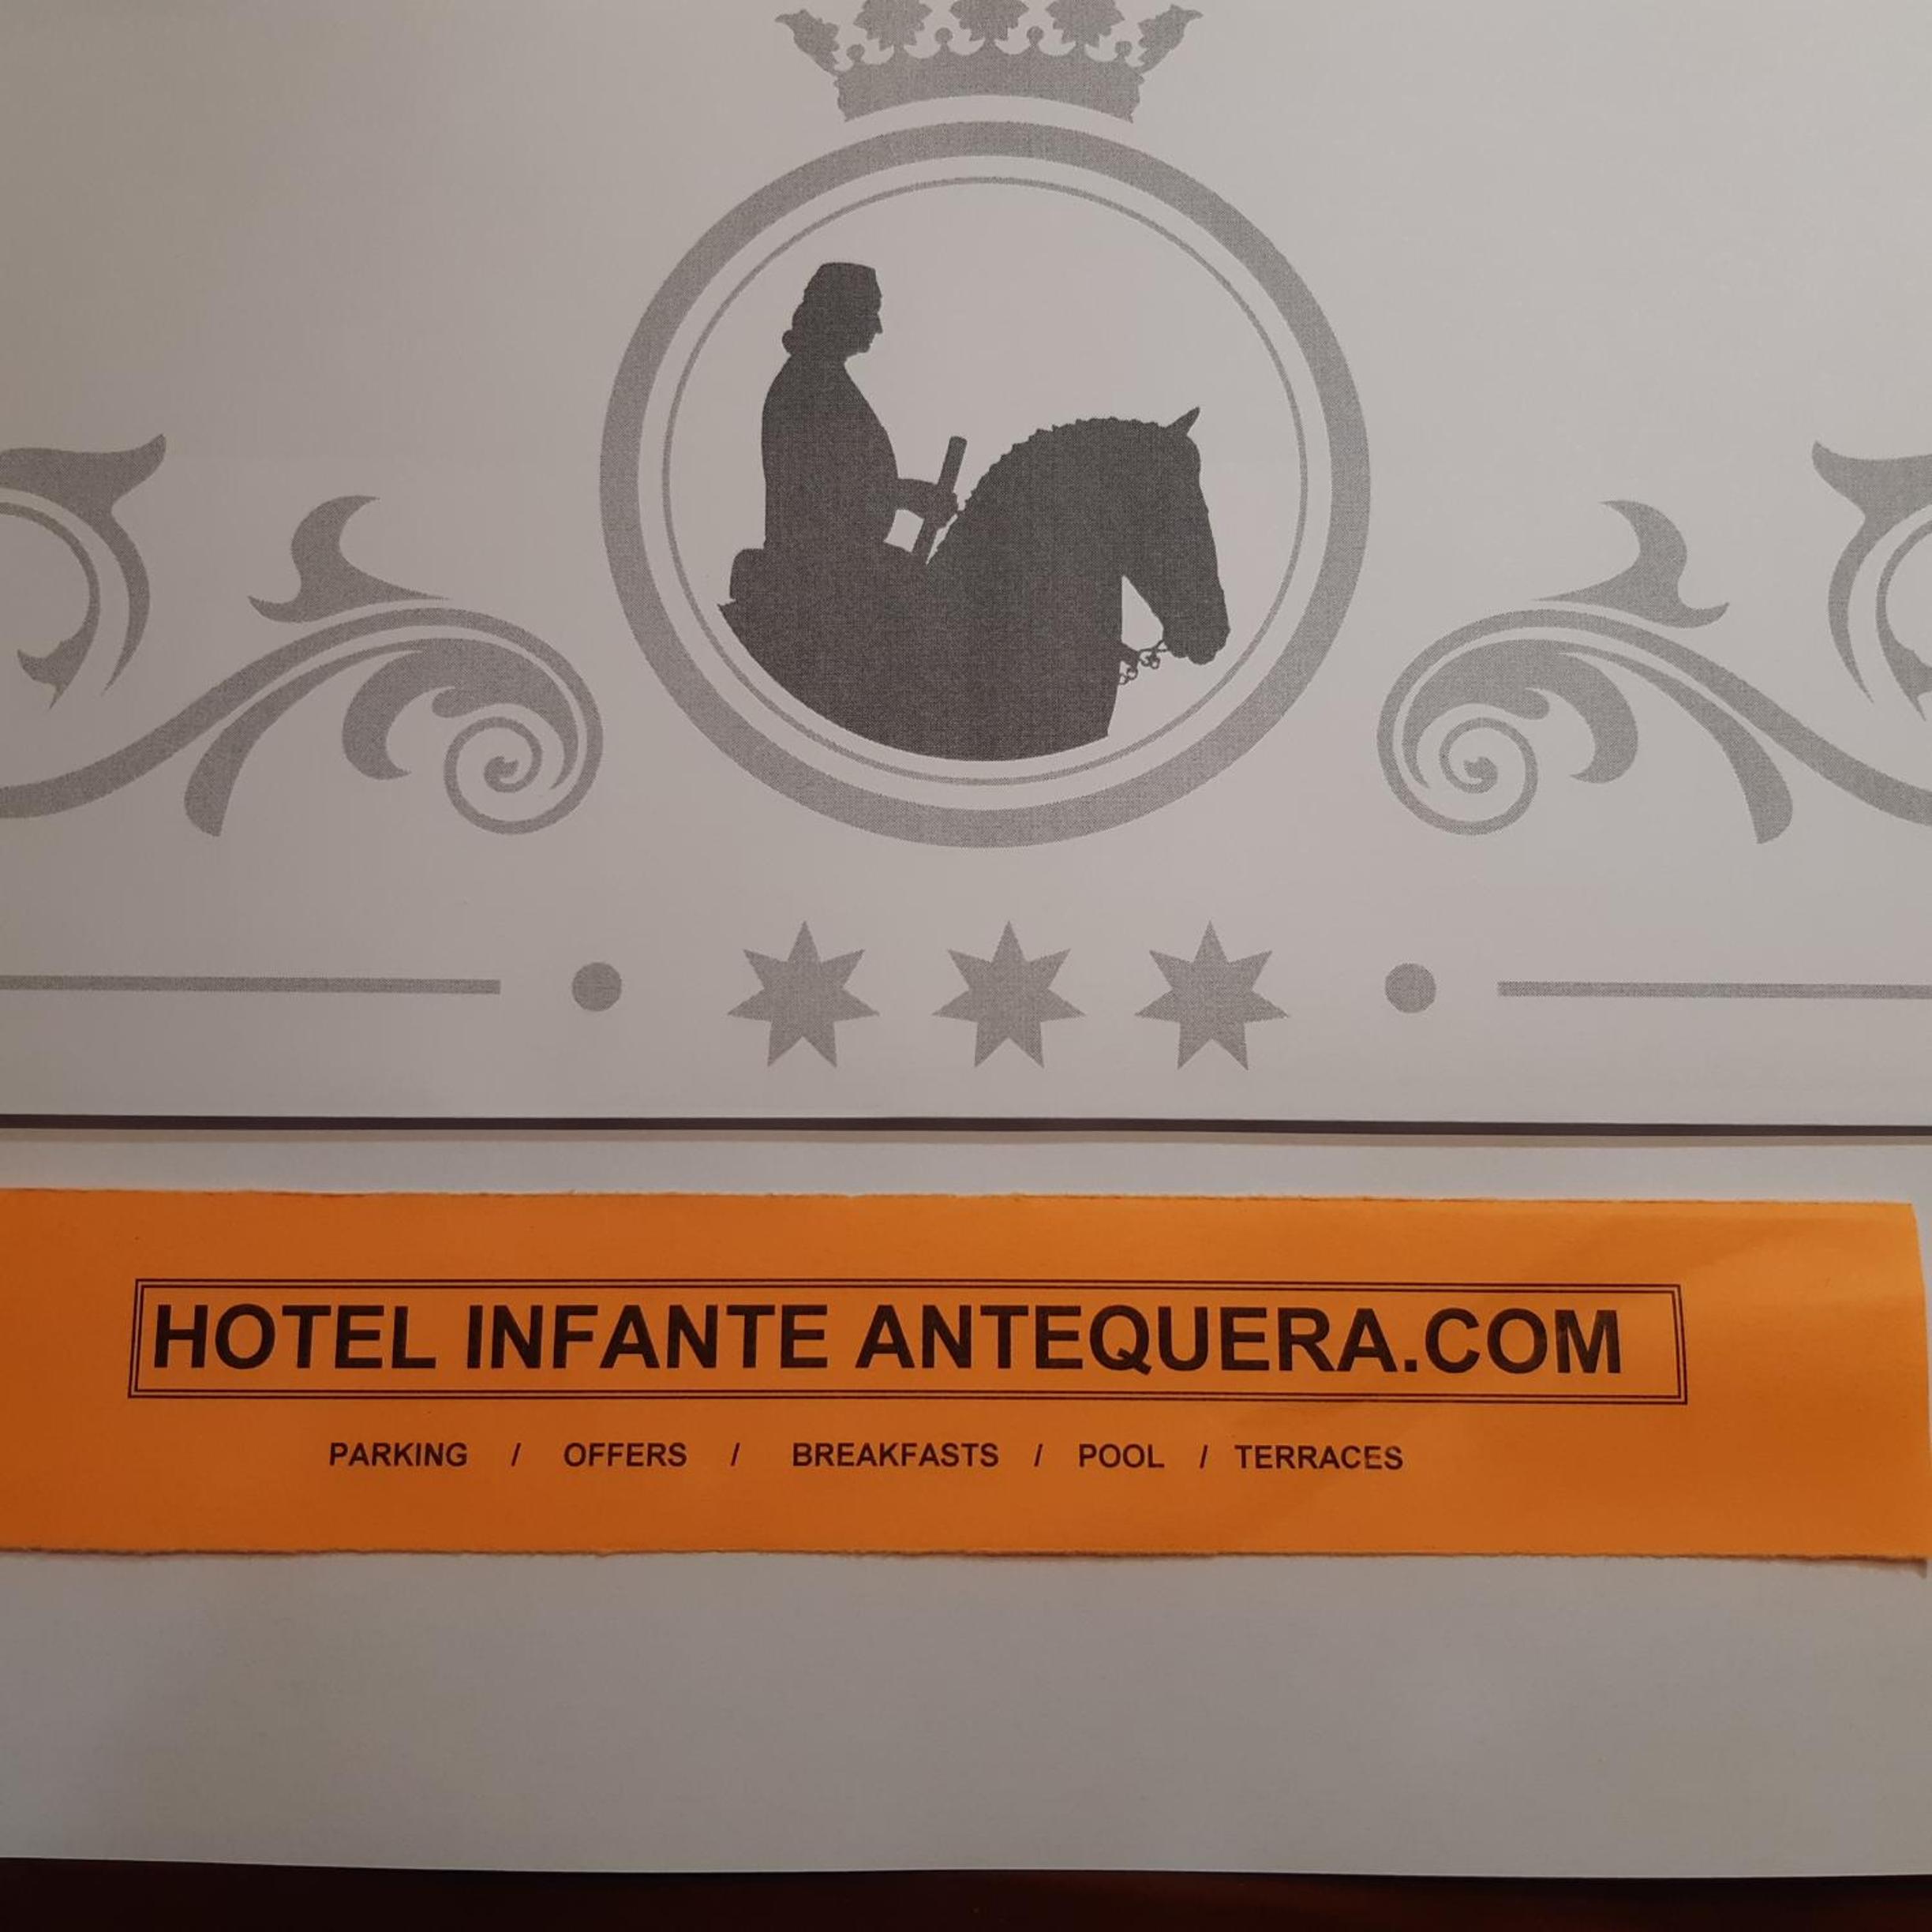 HOTEL INFANTE ANTEQUERA.COM
PARKING / OFFERS / BREAKFASTS / POOL / TERRACES